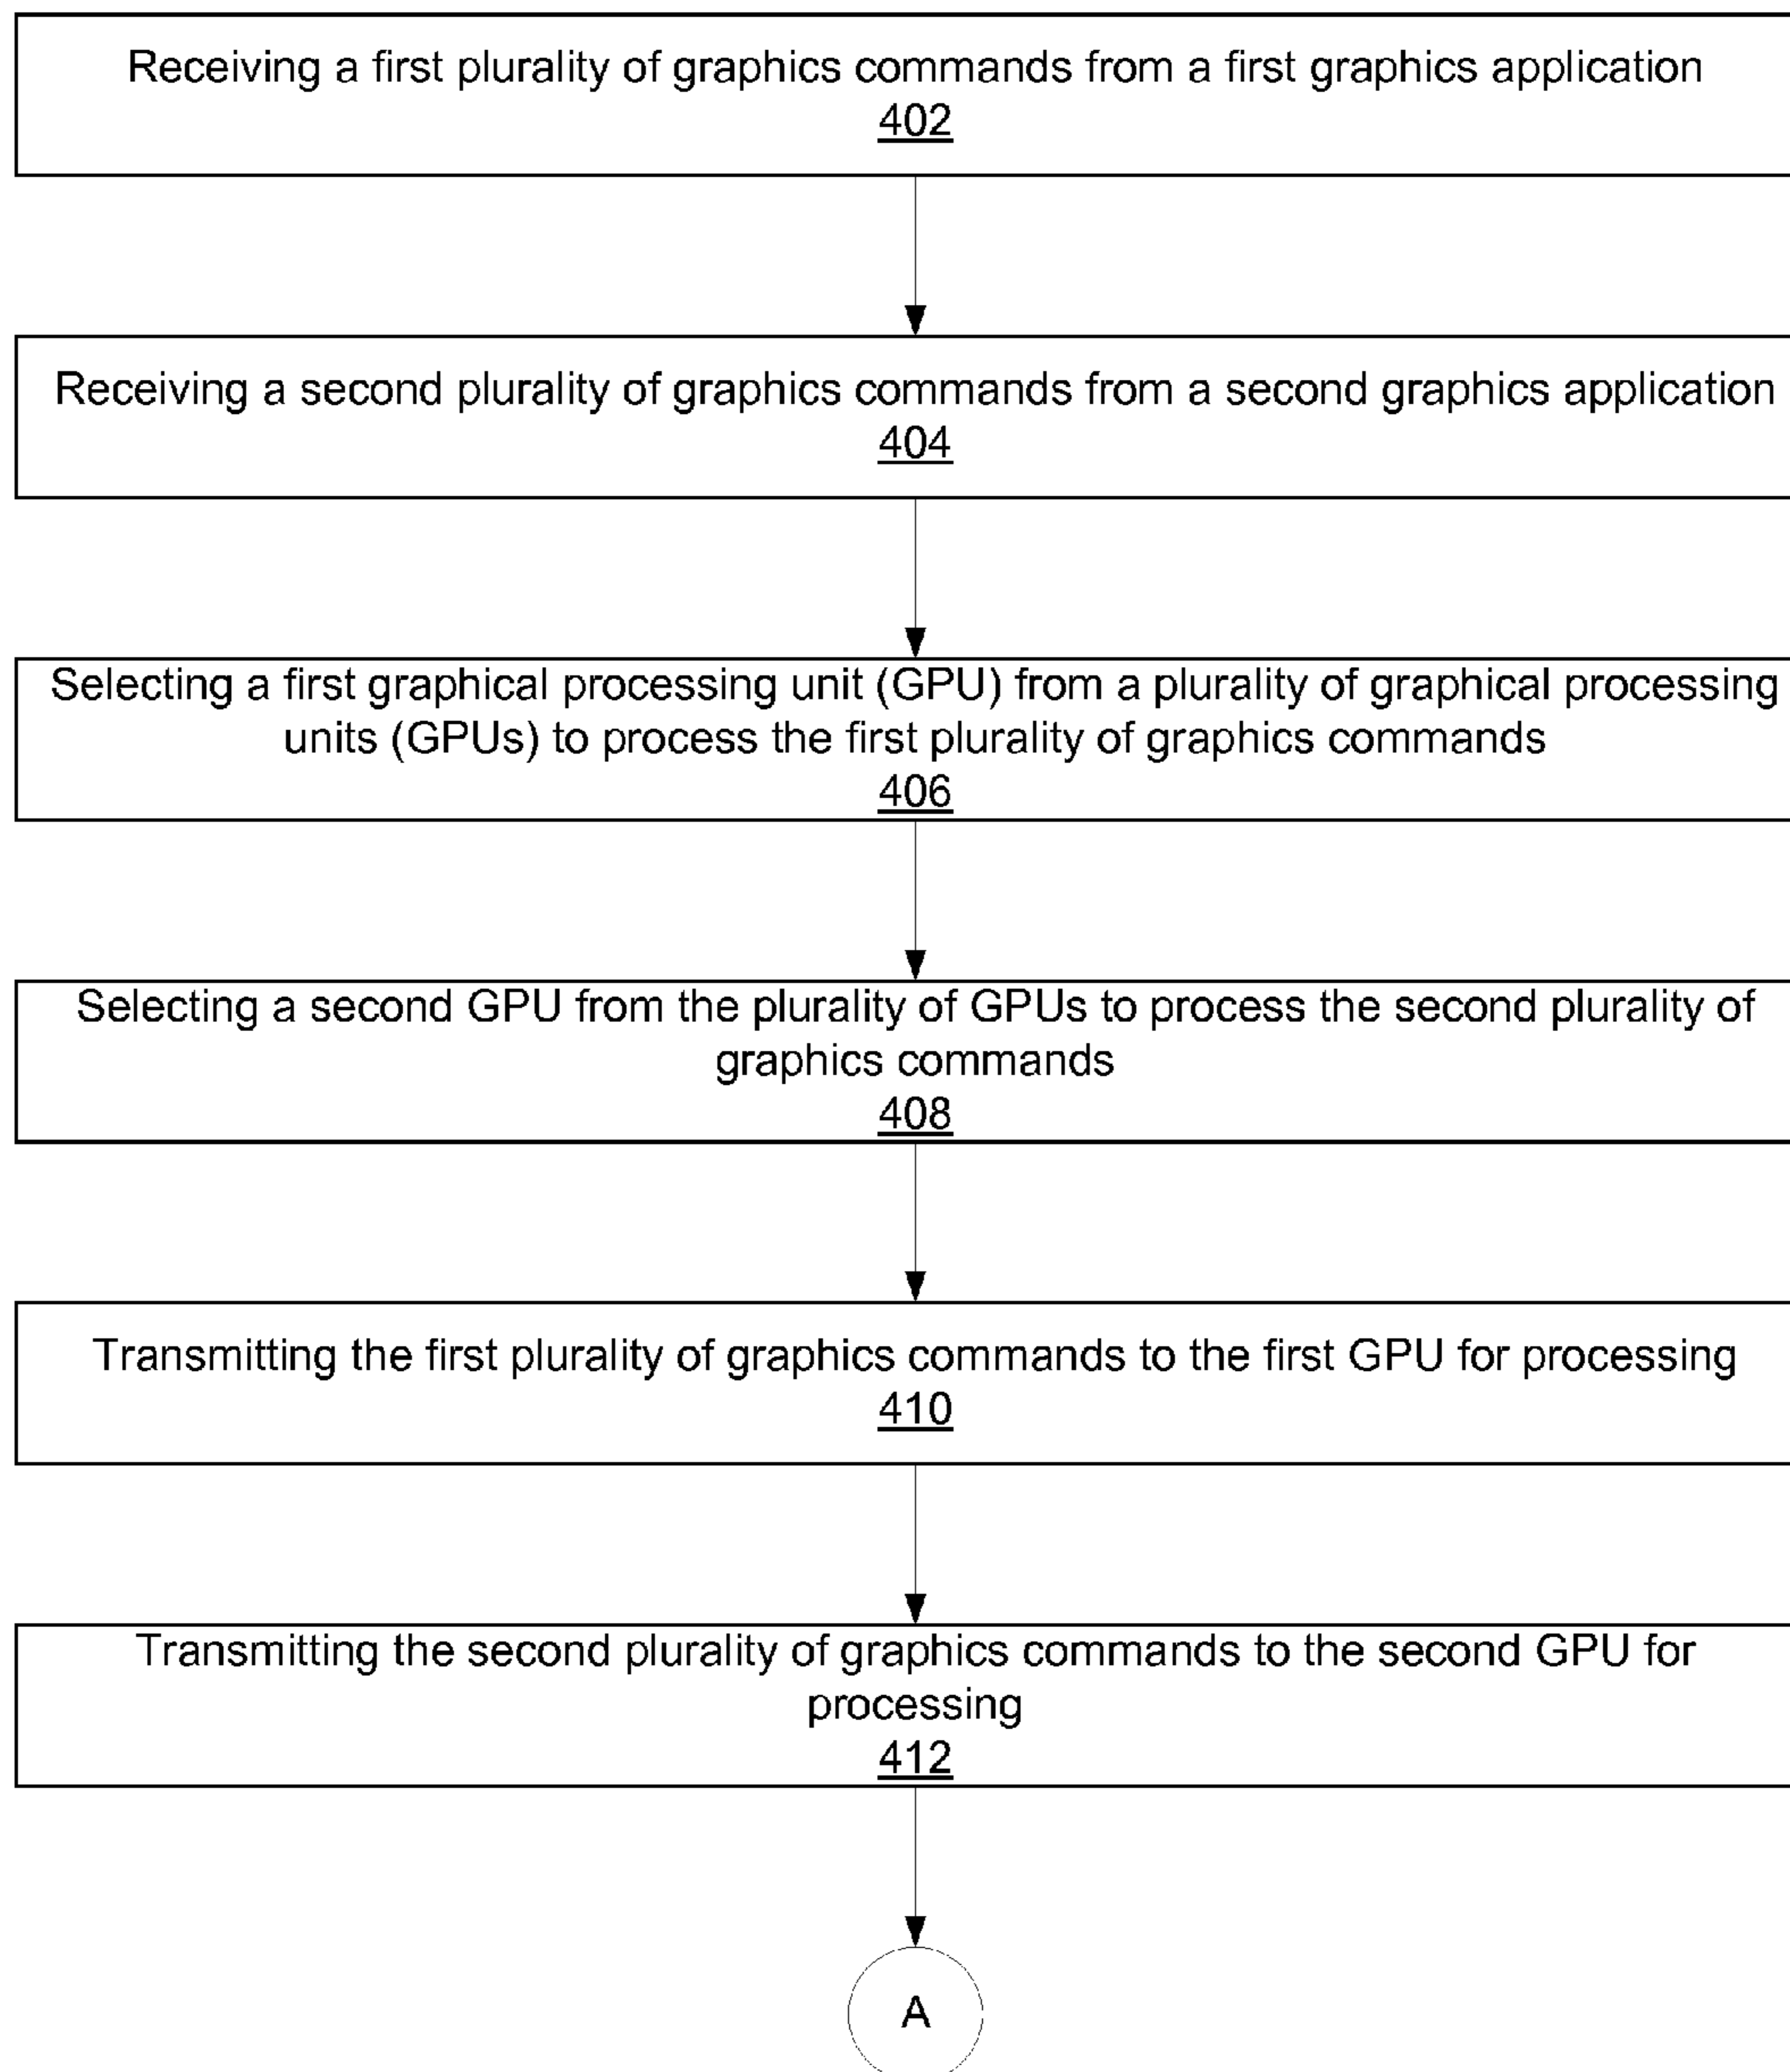 Receiving a first plurality of graphics commands from a first graphics application
402
Receiving a second plurality of graphics commands from a second graphics application
404
Selecting a first graphical processing unit (GPU) from a plurality of graphical processing
units (GPUs) to process the first plurality of graphics commands
406
Selecting a second GPU from the plurality of GPUs to process the second plurality of
graphics commands
408
Transmitting the first plurality of graphics commands to the first GPU for processing
410
Transmitting the second plurality of graphics commands to the second GPU for
processing
412
A